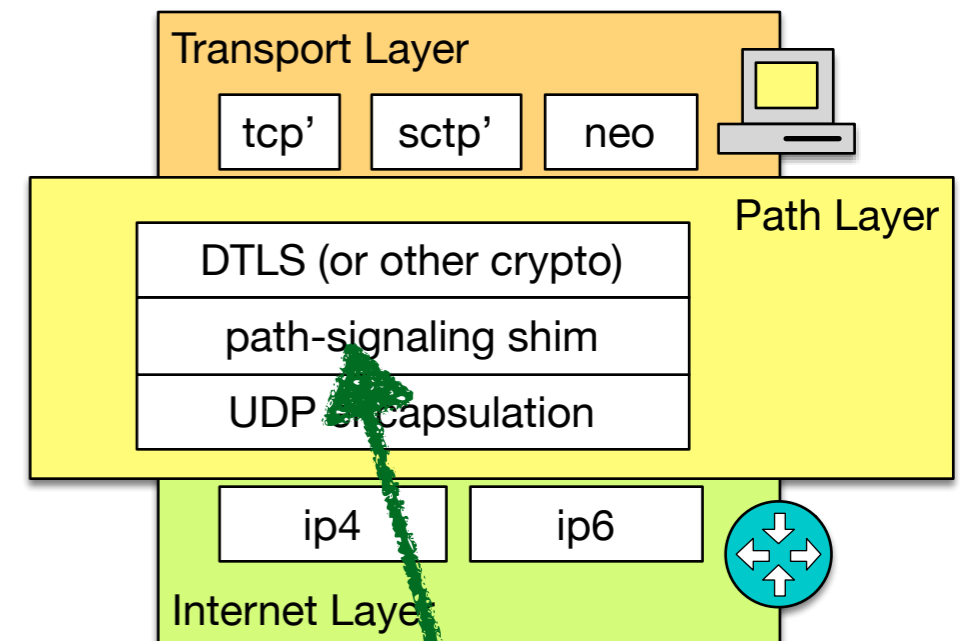 Transport Layer
tcp’ sctp’ neo
Path Layer
DTLS (or other crypto)
path-signaling shim
UDP encapsulation
ip4 ip6
Internet Layer